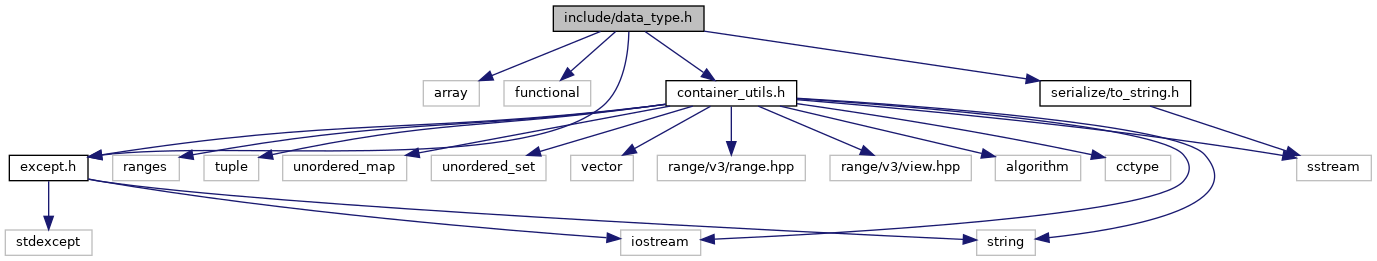 include/data_type.h
array
functional
container_utils.h
serialize/to_string.h
except.h
ranges
tuple
unordered_map
unordered_set
vector
range/v3/range.hpp
range/v3/view.hpp
algorithm
cctype
sstream
stdexcept
iostream
string